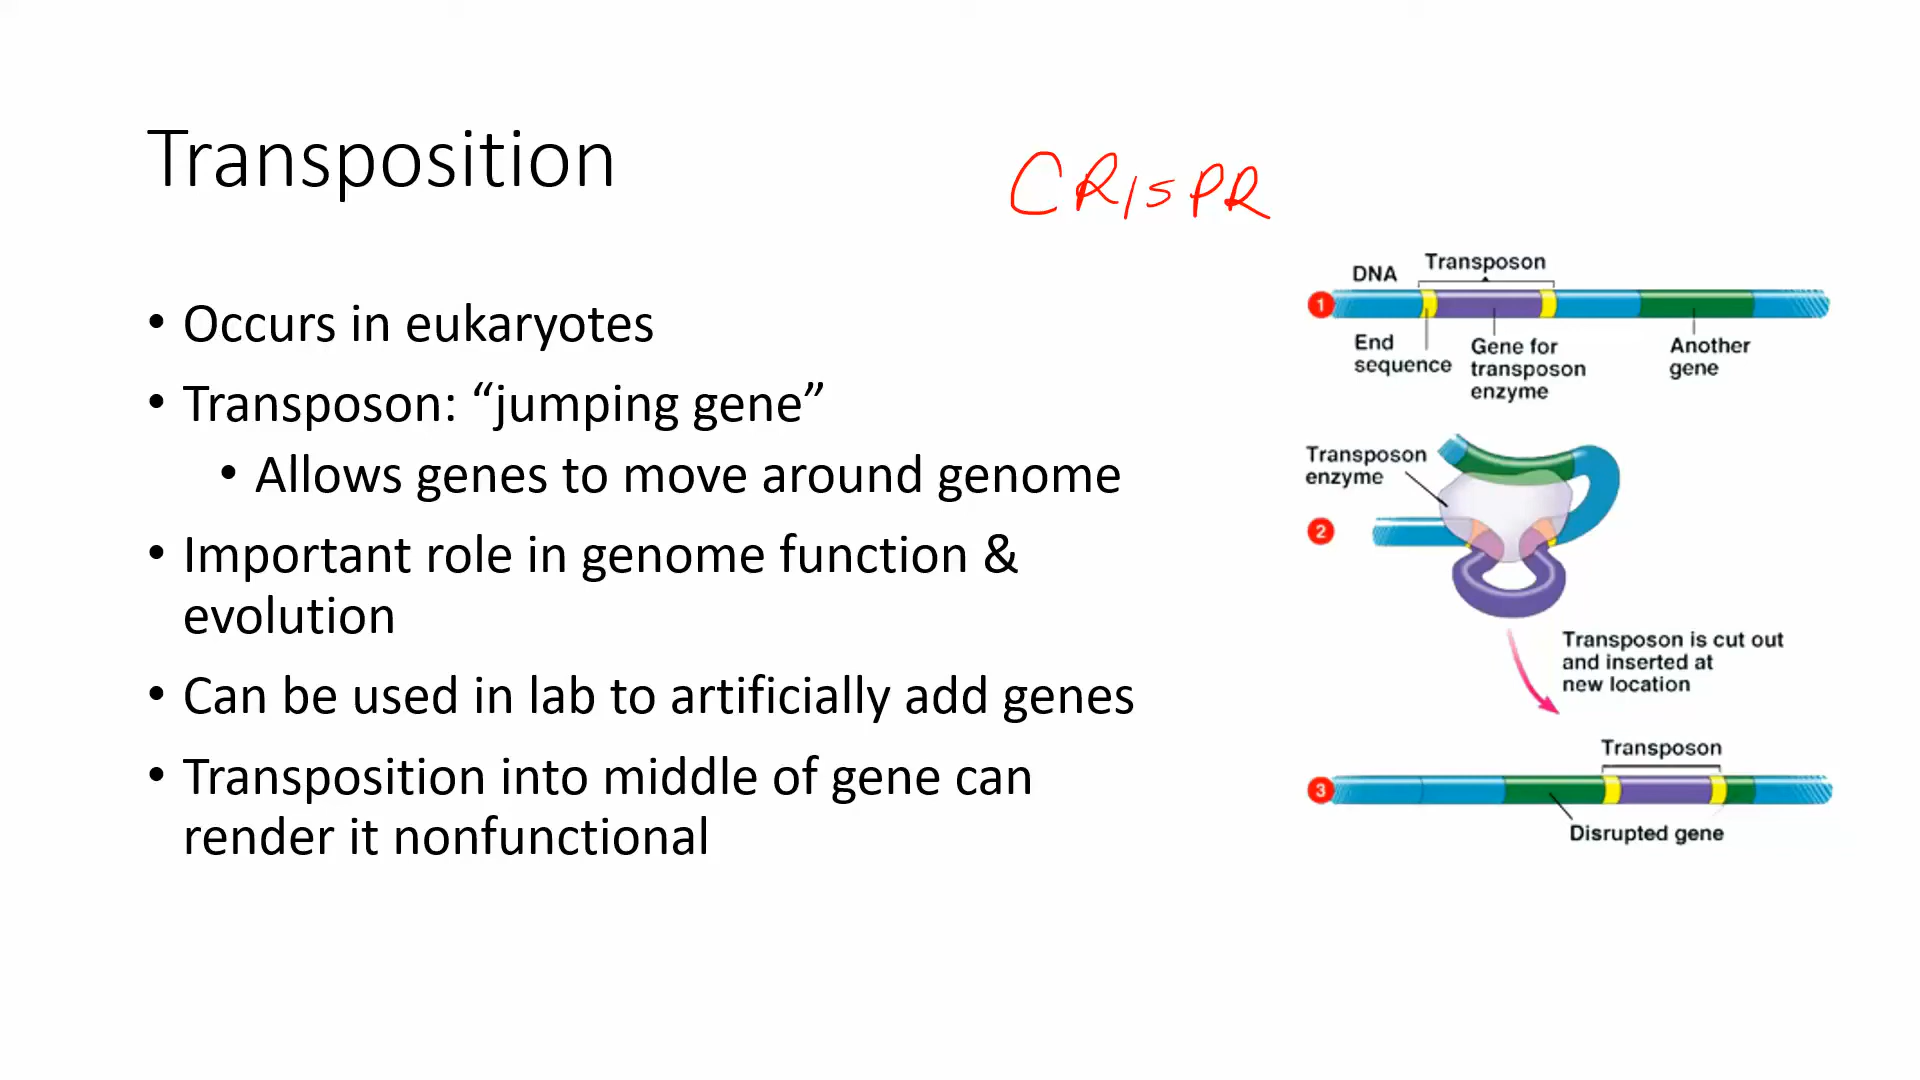 Transposition
CRISPR
• Occurs in eukaryotes
• Transposon: “jumping gene”
• Allows genes to move around genome
• Important role in genome function &
evolution
• Can be used in lab to artificially add genes
• Transposition into middle of gene can
render it nonfunctional
DNA
Transposon
1
End
sequence
Gene for
transposon
enzyme
Another
gene
Transposon
enzyme
2
Transposon is cut out
and inserted at
new location
Transposon
3
Disrupted gene